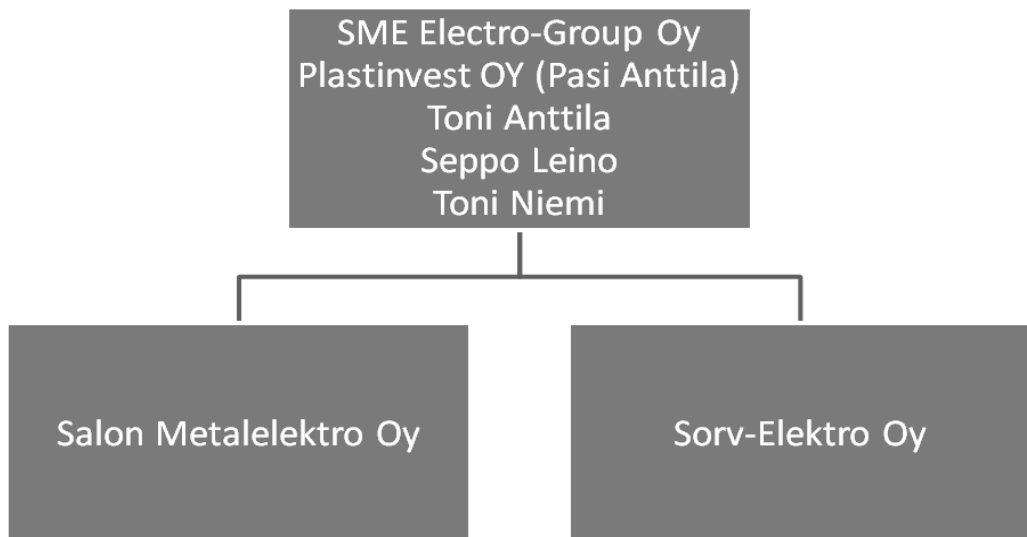 SME Electro-Group Oy
Plastinvest OY (Pasi Anttila)
Toni Anttila
Seppo Leino
Toni Niemi
Salon Metalelektro Oy
Sorv-Elektro Oy